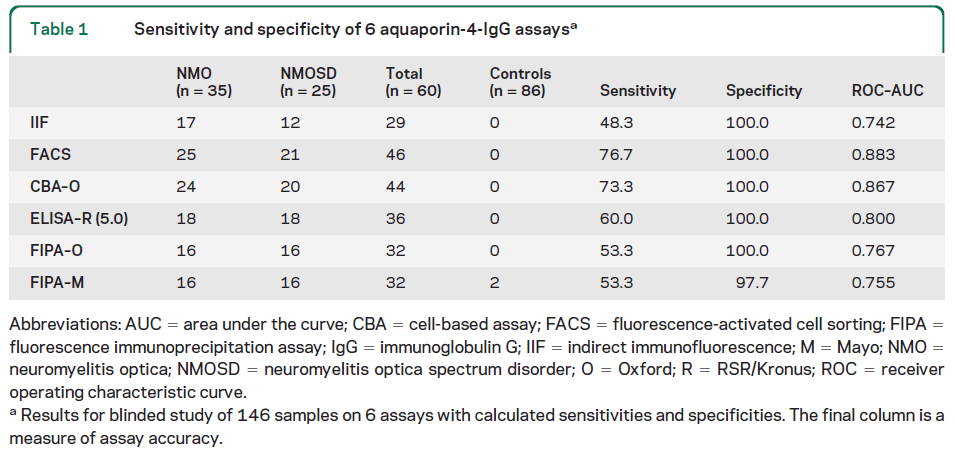 Table 1 Sensitivity and specificity of 6 aquaporin-4-IgG assaysᵃ
NMO (n = 35) NMOSD (n = 25) Total (n = 60) Controls (n = 86) Sensitivity Specificity ROC-AUC
IIF 17 12 29 0 48.3 100.0 0.742
FACS 25 21 46 0 76.7 100.0 0.883
CBA-O 24 20 44 0 73.3 100.0 0.867
ELISA-R (5.0) 18 18 36 0 60.0 100.0 0.800
FIPA-O 16 16 32 0 53.3 100.0 0.767
FIPA-M 16 16 32 2 53.3 97.7 0.755
Abbreviations: AUC = area under the curve; CBA = cell-based assay; FACS = fluorescence-activated cell sorting; FIPA =
fluorescence immunoprecipitation assay; IgG = immunoglobulin G; IIF = indirect immunofluorescence; M = Mayo; NMO =
neuromyelitis optica; NMOSD = neuromyelitis optica spectrum disorder; O = Oxford; R = RSR/Kronus; ROC = receiver
operating characteristic curve.
ᵃ Results for blinded study of 146 samples on 6 assays with calculated sensitivities and specificities. The final column is a
measure of assay accuracy.